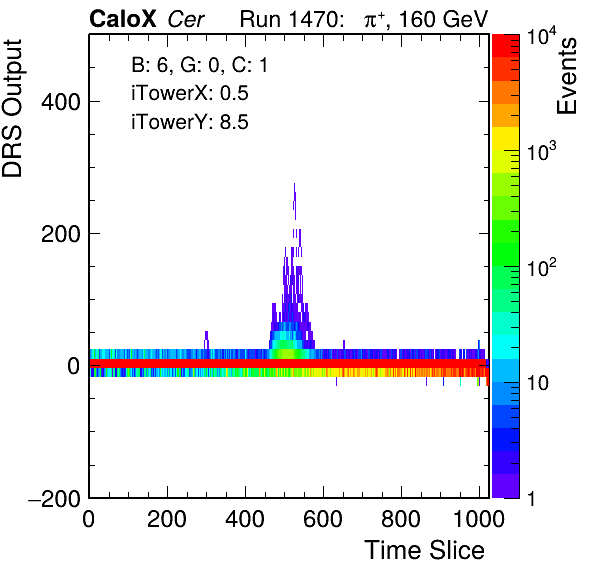 CaloX Cer Run 1470: π⁺, 160 GeV
B: 6, G: 0, C: 1
iTowerX: 0.5
iTowerY: 8.5
DRS Output
400
200
0
−200
0 200 400 600 800 1000
Time Slice
Events
10⁴
10³
10²
10
1